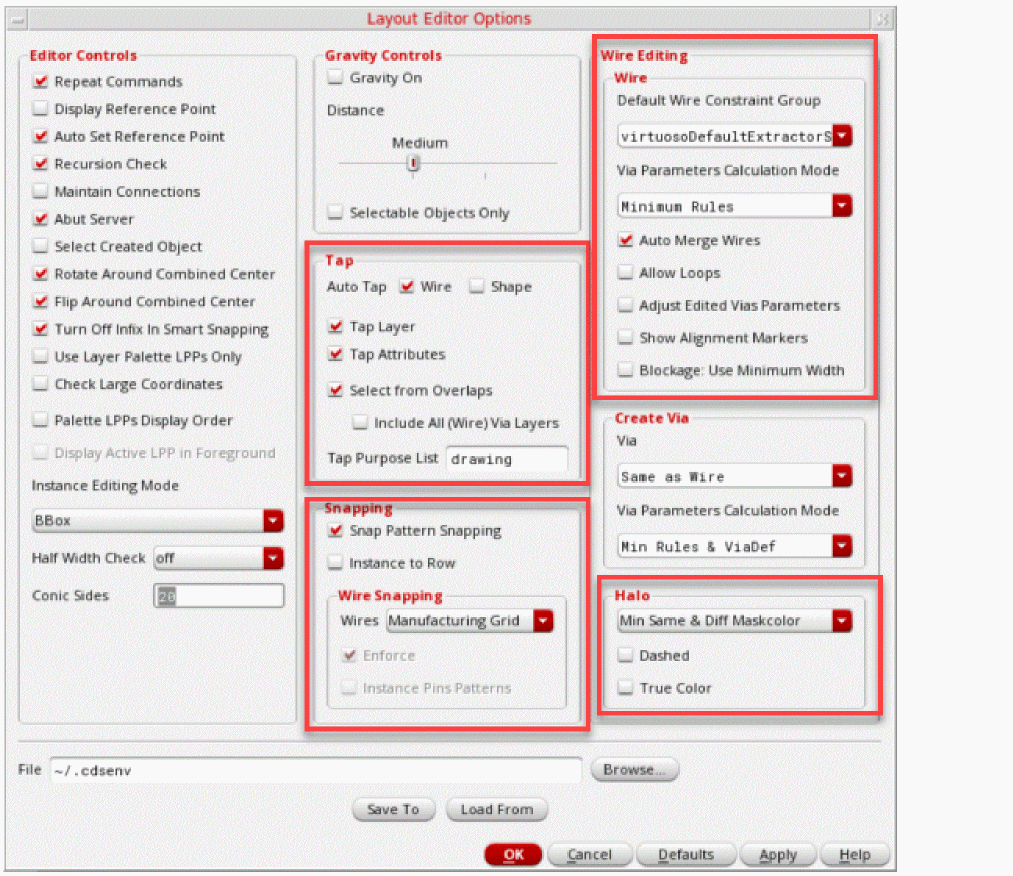 Layout Editor Options
Editor Controls
Repeat Commands
Display Reference Point
Auto Set Reference Point
Recursion Check
Maintain Connections
Abut Server
Select Created Object
Rotate Around Combined Center
Flip Around Combined Center
Turn Off Infix In Smart Snapping
Use Layer Palette LPPs Only
Check Large Coordinates
Palette LPPs Display Order
Display Active LPP in Foreground
Instance Editing Mode
BBox
Half Width Check off
Conic Sides 20
Gravity Controls
Gravity On
Distance
Medium
Selectable Objects Only
Tap
Auto Tap Wire Shape
Tap Layer
Tap Attributes
Select from Overlaps
Include All (Wire) Via Layers
Tap Purpose List drawing
Snapping
Snap Pattern Snapping
Instance to Row
Wire Snapping
Wires Manufacturing Grid
Enforce
Instance Pins Patterns
Wire Editing
Wire
Default Wire Constraint Group
virtuosoDefaultExtractorS
Via Parameters Calculation Mode
Minimum Rules
Auto Merge Wires
Allow Loops
Adjust Edited Vias Parameters
Show Alignment Markers
Blockage: Use Minimum Width
Create Via
Via
Same as Wire
Via Parameters Calculation Mode
Min Rules & ViaDef
Halo
Min Same & Diff Maskcolor
Dashed
True Color
File ~/.cdsenv Browse...
Save To Load From
OK Cancel Defaults Apply Help